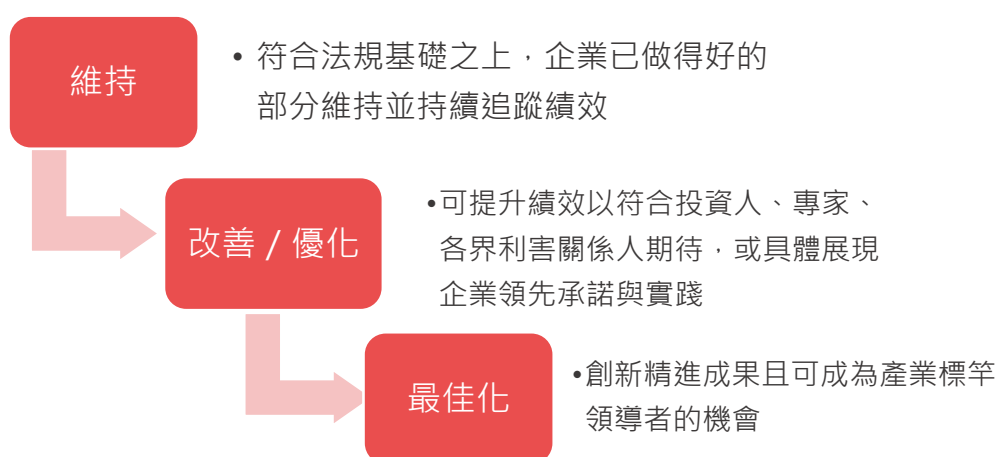 維持
• 符合法規基礎之上，企業已做得好的
部分維持並持續追蹤績效
改善 / 優化
•可提升績效以符合投資人、專家、
各界利害關係人期待，或具體展現
企業領先承諾與實踐
最佳化
•創新精進成果且可成為產業標竿
領導者的機會